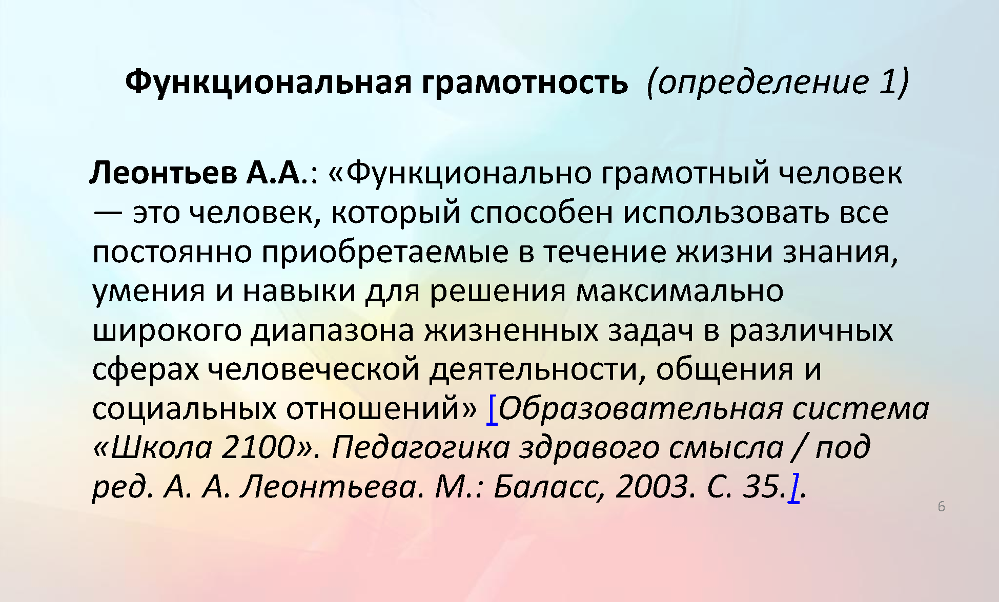 Функциональная грамотность (определение 1)
Леонтьев А.А.: «Функционально грамотный человек
— это человек, который способен использовать все
постоянно приобретаемые в течение жизни знания,
умения и навыки для решения максимально
широкого диапазона жизненных задач в различных
сферах человеческой деятельности, общения и
социальных отношений» [Образовательная система
«Школа 2100». Педагогика здравого смысла / под
ред. А. А. Леонтьева. М.: Баласс, 2003. С. 35.].
6